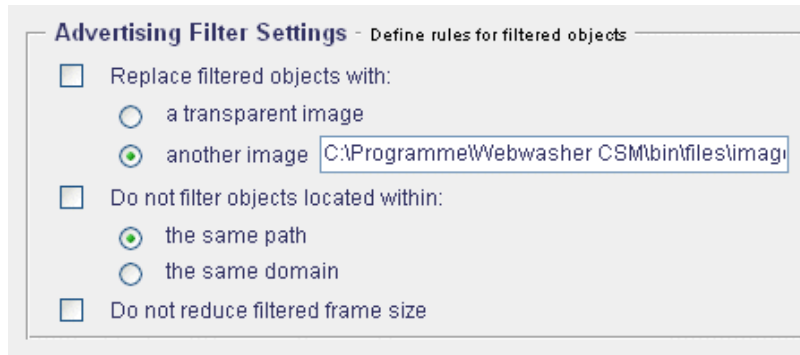 Advertising Filter Settings - Define rules for filtered objects
Replace filtered objects with:
a transparent image
another image C:\Programme\Webwasher CSM\bin\files\imag
Do not filter objects located within:
the same path
the same domain
Do not reduce filtered frame size